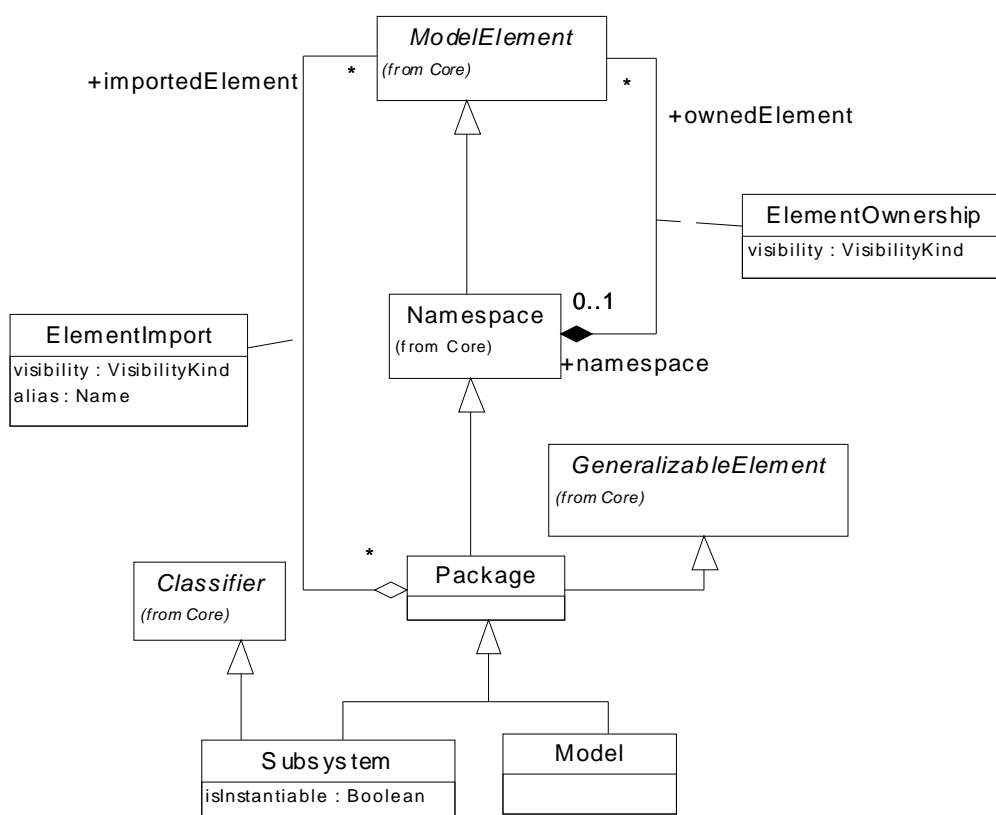 ModelElement
(from Core)
*
*
+importedElement
+ownedElement
ElementOwnership
visibility : VisibilityKind
Namespace
(from Core)
0..1
+namespace
ElementImport
visibility : VisibilityKind
alias : Name
GeneralizableElement
(from Core)
*
Package
Classifier
(from Core)
Subsystem
isInstantiable : Boolean
Model